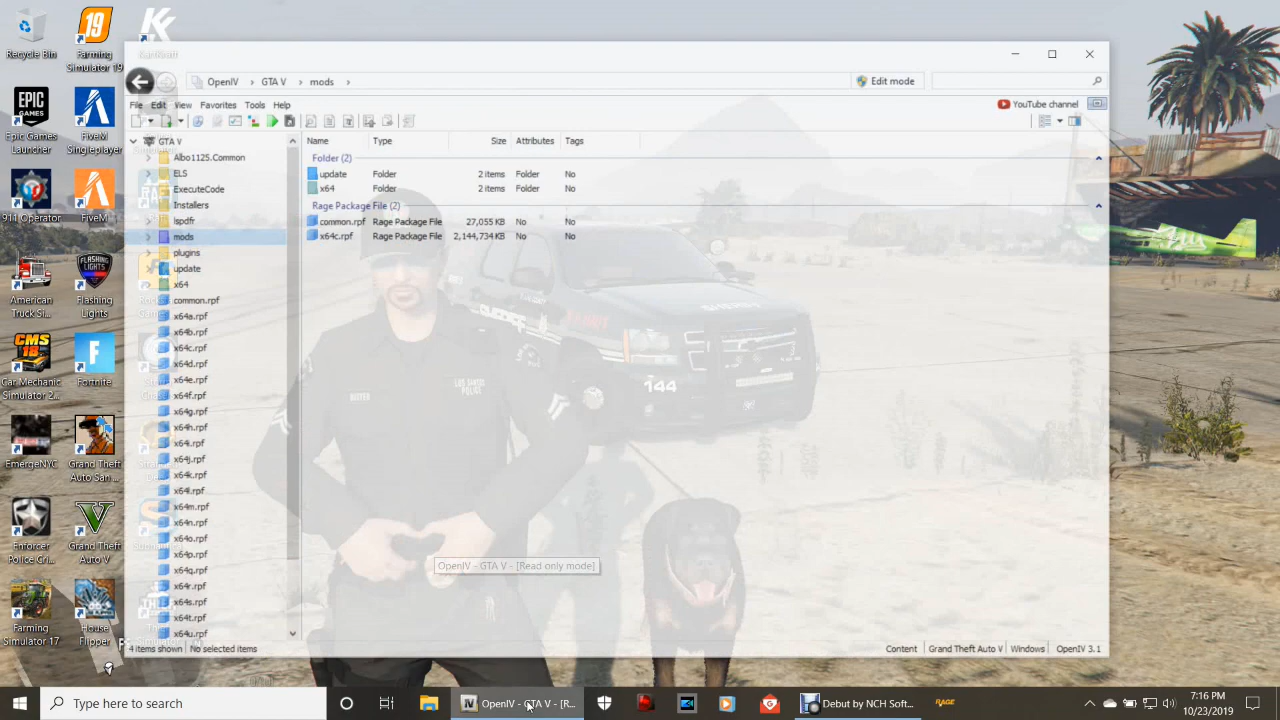 Recycle Bin
Farming
Simulator 19
Epic Games
Launcher
FiveM
Singleplayer
911 Operator
FiveM
American
Truck Si...
Flashing
Lights
Car Mechanic
Simulator 2...
Fortnite
EmergeNYC
Grand Theft
Auto San ...
Enforcer
Police Cri...
Grand Theft
Auto V
Farming
Simulator 17
House
Flipper
OpenIV
GTA V
mods
Edit mode
File Edit View Favorites Tools Help
YouTube channel
GTA V
Albo1125.Common
ELS
ExecuteCode
Installers
lspdfr
mods
plugins
update
x64
common.rpf
x64a.rpf
x64b.rpf
x64c.rpf
x64d.rpf
x64e.rpf
x64f.rpf
x64g.rpf
x64h.rpf
x64i.rpf
x64j.rpf
x64k.rpf
x64l.rpf
x64m.rpf
x64n.rpf
x64o.rpf
x64p.rpf
x64q.rpf
x64r.rpf
x64s.rpf
x64t.rpf
x64u.rpf
Name Type Size Attributes Tags
Folder (2)
update Folder 2 items Folder No
x64 Folder 2 items Folder No
Rage Package File (2)
common.rpf Rage Package File 27,055 KB No No
x64c.rpf Rage Package File 2,144,734 KB No No
SHERIFF
LOS SANTOS
POLICE
144
OpenIV - GTA V - [Read only mode]
4 items shown No selected items
Content Grand Theft Auto V Windows OpenIV 3.1
Type here to search
OpenIV - GTA V - [R...
Debut by NCH Soft...
RAGE
7:16 PM
10/23/2019